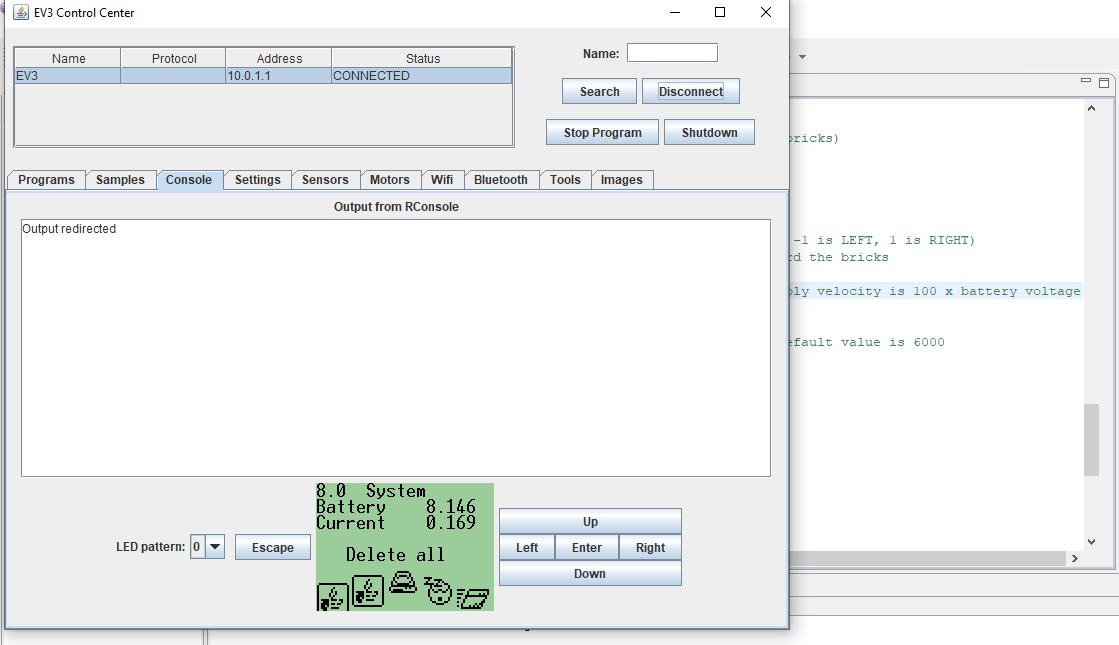 EV3 Control Center
Name Protocol Address Status
EV3 10.0.1.1 CONNECTED
Name:
Search Disconnect
Stop Program Shutdown
Programs Samples Console Settings Sensors Motors Wifi Bluetooth Tools Images
Output from RConsole
Output redirected
LED pattern: 0 Escape
8.0 System
Battery 8.146
Current 0.169
Delete all
Up
Left Enter Right
Down
ricks)
-1 is LEFT, 1 is RIGHT)
rd the bricks
ly velocity is 100 x battery voltage
efault value is 6000